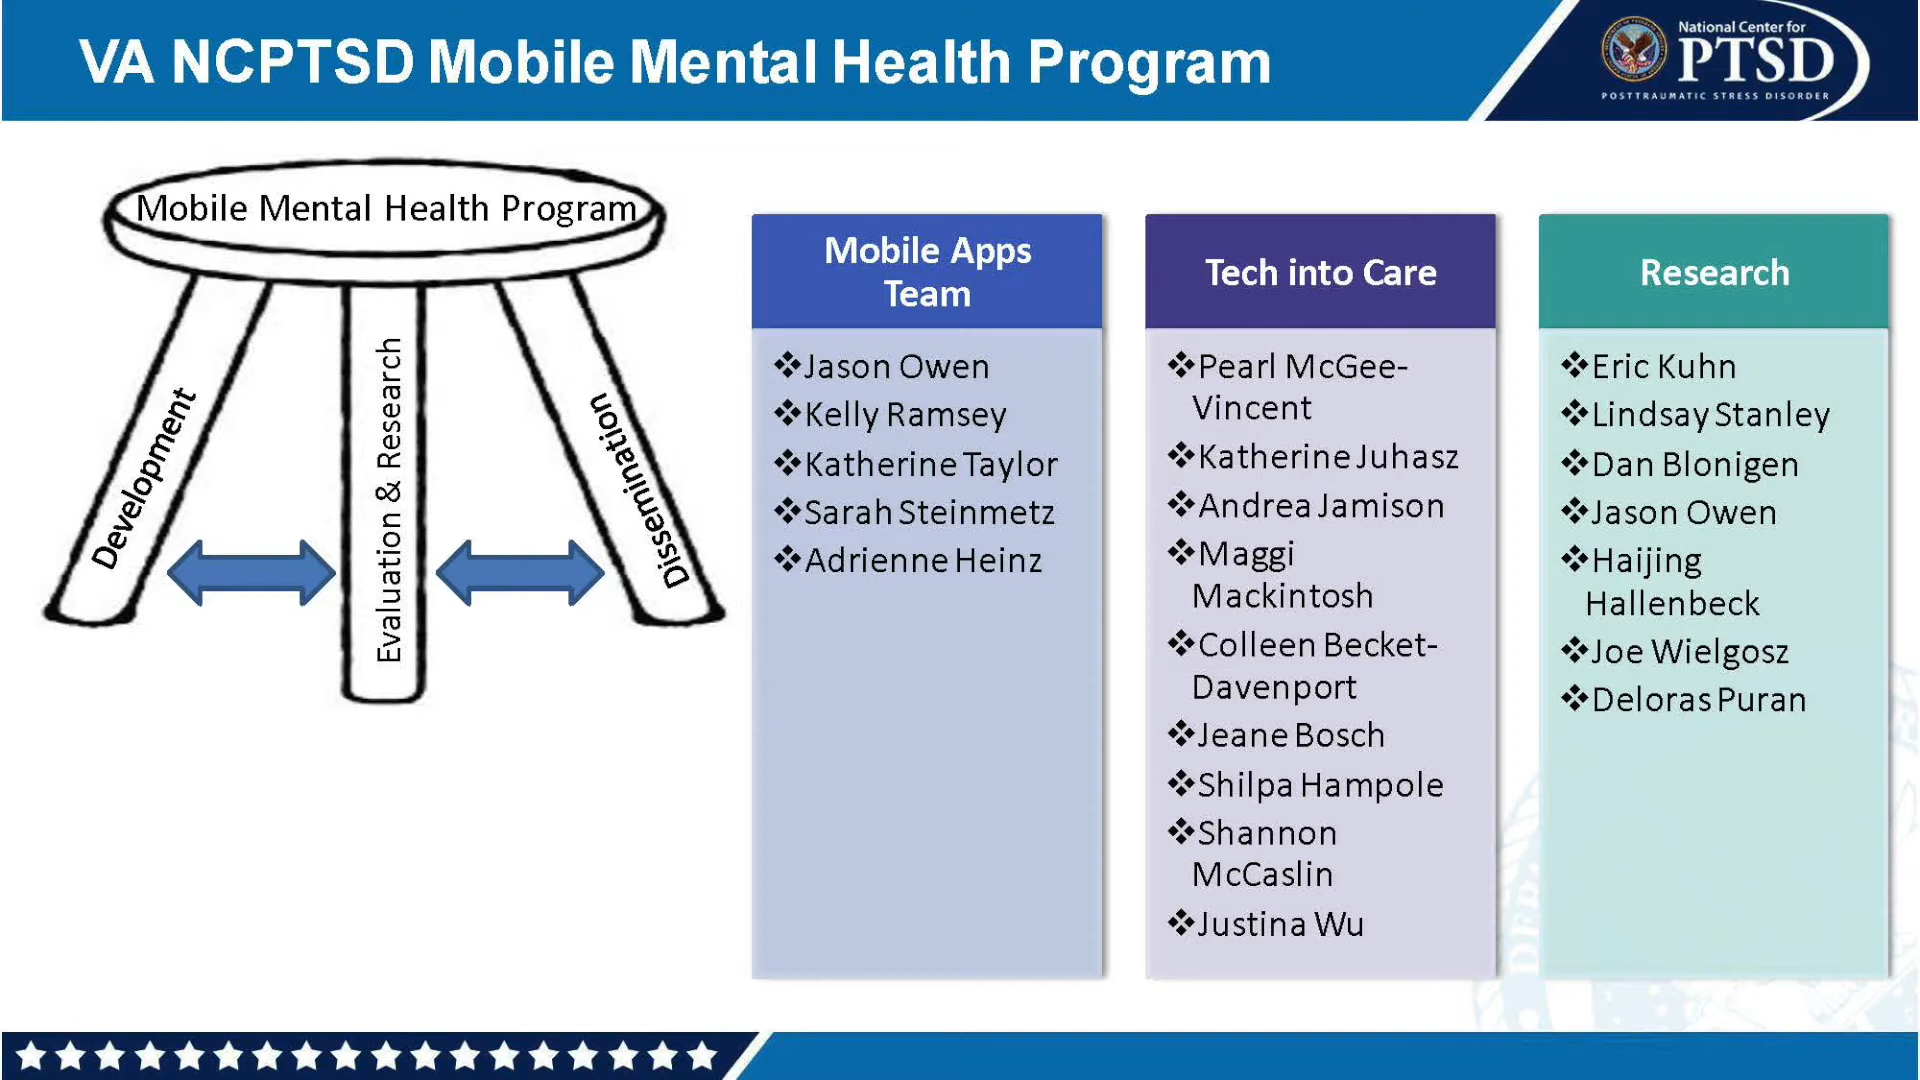 VA NCPTSD Mobile Mental Health Program
National Center for
PTSD
POSTTRAUMATIC STRESS DISORDER
Mobile Mental Health Program
Development
Evaluation & Research
Dissemination
Mobile Apps
Team
❖Jason Owen
❖Kelly Ramsey
❖Katherine Taylor
❖Sarah Steinmetz
❖Adrienne Heinz
Tech into Care
❖Pearl McGee-
Vincent
❖Katherine Juhasz
❖Andrea Jamison
❖Maggi
Mackintosh
❖Colleen Becket-
Davenport
❖Jeane Bosch
❖Shilpa Hampole
❖Shannon
McCaslin
❖Justina Wu
Research
❖Eric Kuhn
❖Lindsay Stanley
❖Dan Blonigen
❖Jason Owen
❖Haijing
Hallenbeck
❖Joe Wielgosz
❖Deloras Puran